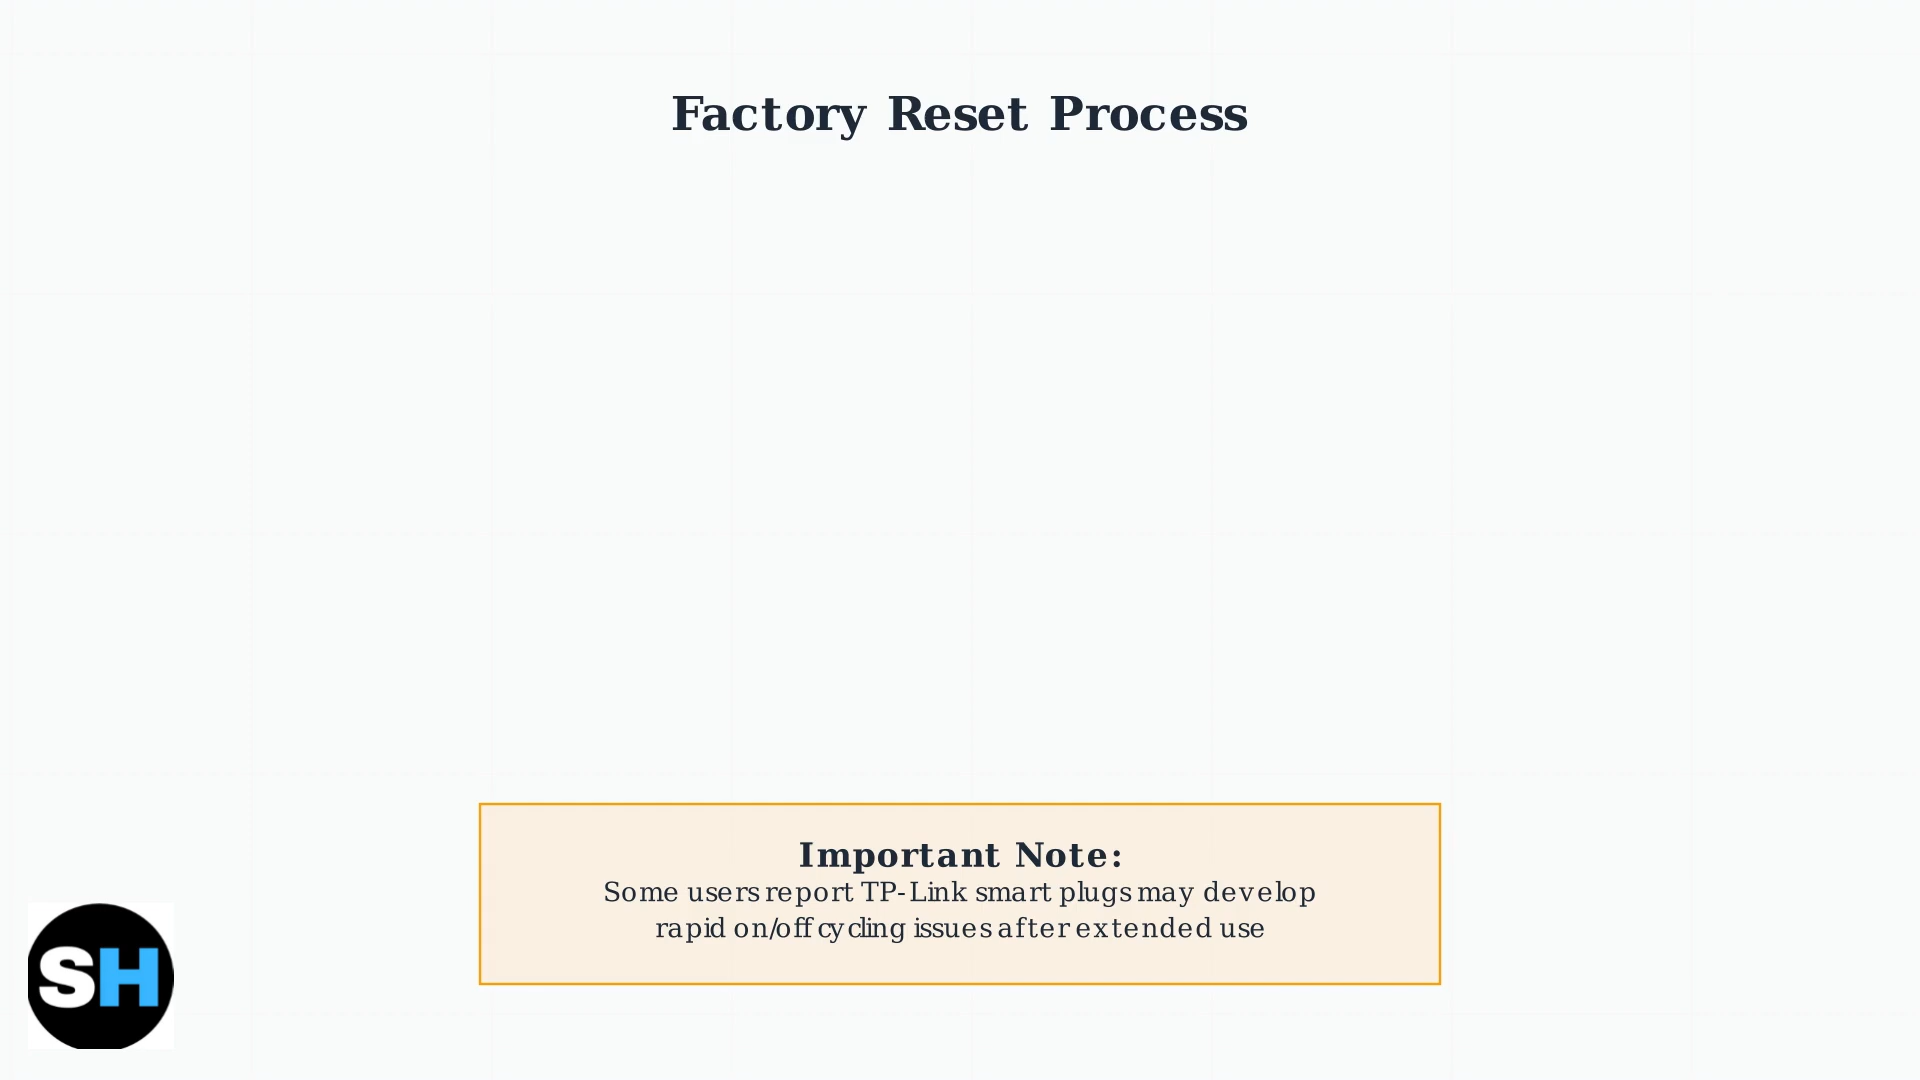 Factory Reset Process
Important Note:
Some users report TP-Link smart plugs may develop
rapid on/off cycling issues after extended use
SH